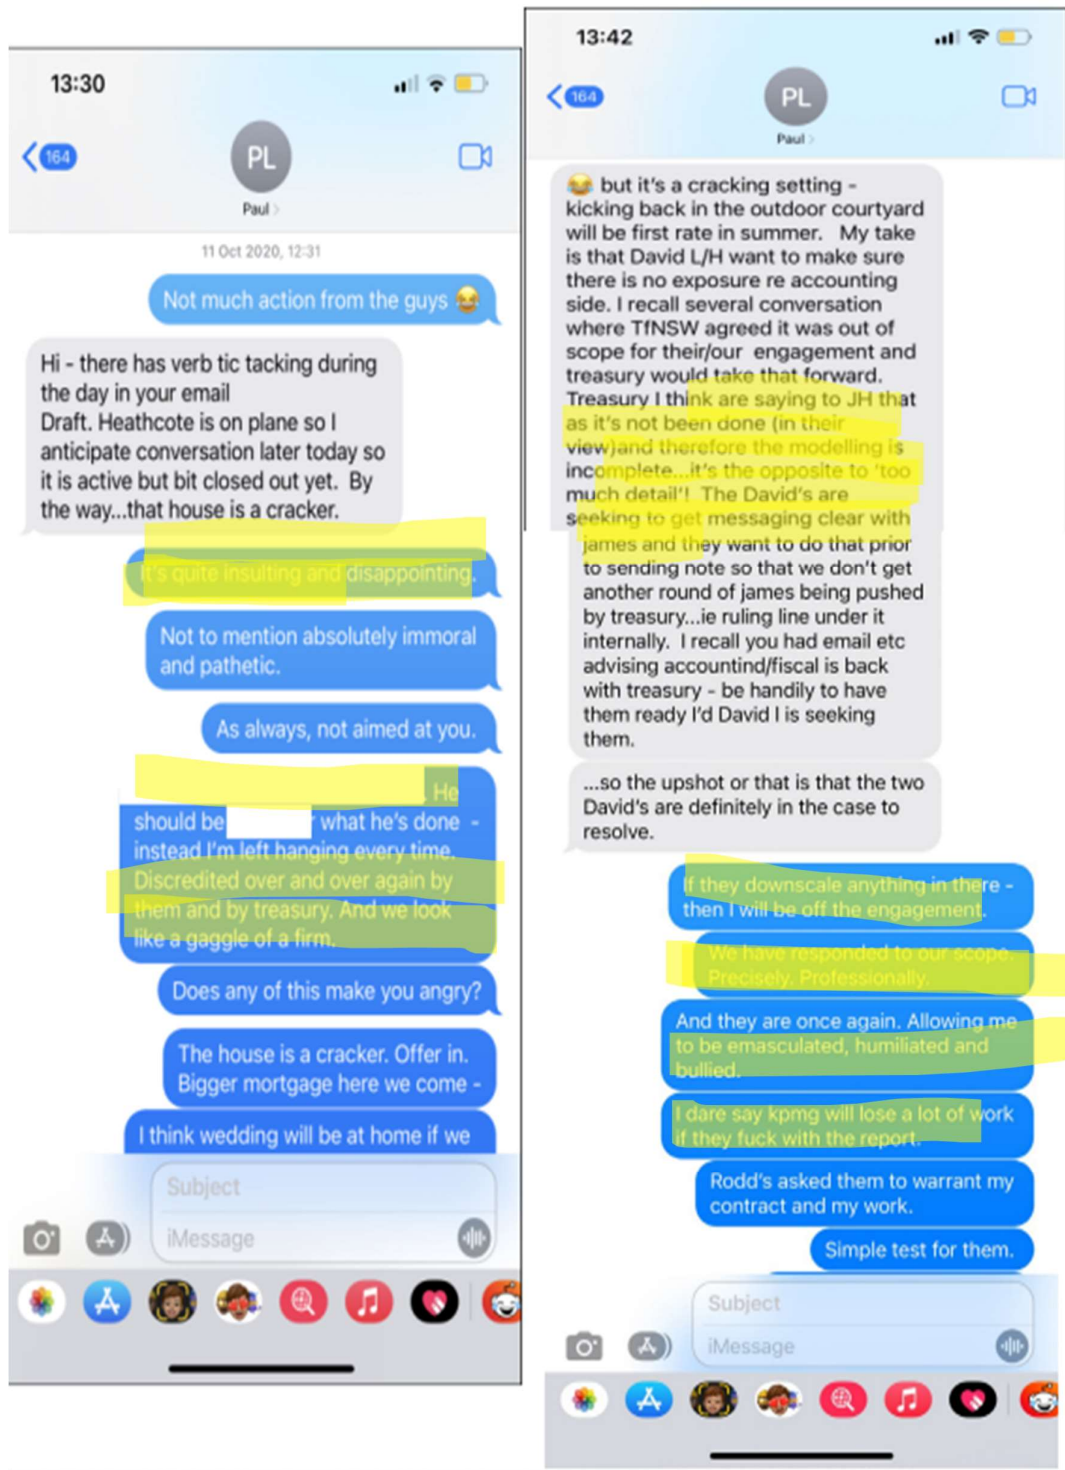 13:30
164
PL
Paul
11 Oct 2020, 12:31
Not much action from the guys 😂
Hi - there has verb tic tacking during
the day in your email
Draft. Heathcote is on plane so I
anticipate conversation later today so
it is active but bit closed out yet. By
the way...that house is a cracker.
It's quite insulting and disappointing.
Not to mention absolutely immoral
and pathetic.
As always, not aimed at you.
. He
should be what he's done -
instead I'm left hanging every time.
Discredited over and over again by
them and by treasury. And we look
like a gaggle of a firm.
Does any of this make you angry?
The house is a cracker. Offer in.
Bigger mortgage here we come -
I think wedding will be at home if we
Subject
iMessage
13:42
164
PL
Paul
😂 but it's a cracking setting -
kicking back in the outdoor courtyard
will be first rate in summer. My take
is that David L/H want to make sure
there is no exposure re accounting
side. I recall several conversation
where TfNSW agreed it was out of
scope for their/our engagement and
treasury would take that forward.
Treasury I think are saying to JH that
as it's not been done (in their
view)and therefore the modelling is
incomplete...it's the opposite to 'too
much detail'! The David's are
seeking to get messaging clear with
james and they want to do that prior
to sending note so that we don't get
another round of james being pushed
by treasury...ie ruling line under it
internally. I recall you had email etc
advising accountind/fiscal is back
with treasury - be handily to have
them ready I'd David l is seeking
them.
...so the upshot or that is that the two
David's are definitely in the case to
resolve.
If they downscale anything in there -
then I will be off the engagement.
We have responded to our scope.
Precisely. Professionally.
And they are once again. Allowing me
to be emasculated, humiliated and
bullied.
I dare say kpmg will lose a lot of work
if they fuck with the report.
Rodd's asked them to warrant my
contract and my work.
Simple test for them.
Subject
iMessage